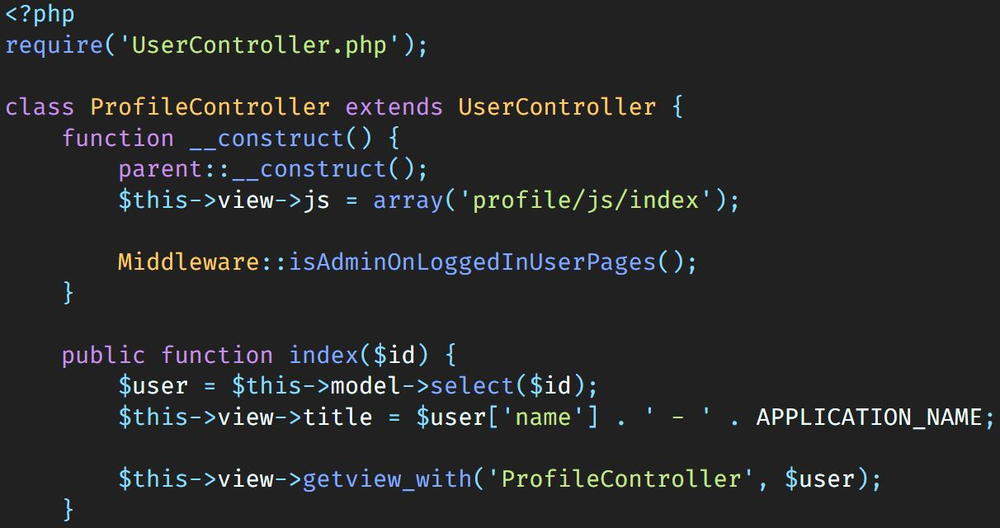 <?php
require('UserController.php');
class ProfileController extends UserController {
function __construct() {
parent::__construct();
$this->view->js = array('profile/js/index');
Middleware::isAdminOnLoggedInUserPages();
}
public function index($id) {
$user = $this->model->select($id);
$this->view->title = $user['name'] . ' - ' . APPLICATION_NAME;
$this->view->getview_with('ProfileController', $user);
}